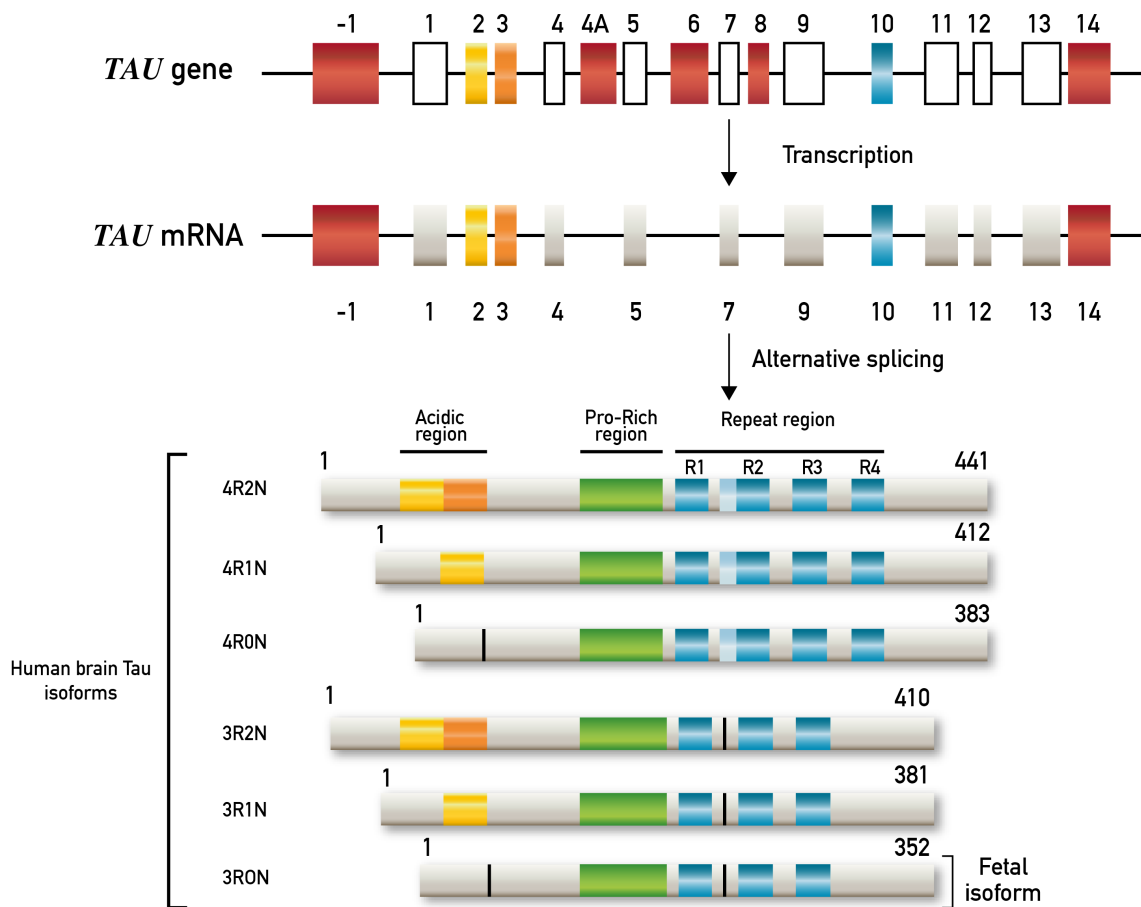 -1 1 2 3 4 4A 5 6 7 8 9 10 11 12 13 14
TAU gene
Transcription
TAU mRNA
-1 1 2 3 4 5 7 9 10 11 12 13 14
Alternative splicing
Acidic
region
Pro-Rich
region
Repeat region
R1 R2 R3 R4
1 441
4R2N
1 412
4R1N
1 383
4R0N
Human brain Tau
isoforms
1 410
3R2N
1 381
3R1N
1 352
3R0N
Fetal
isoform